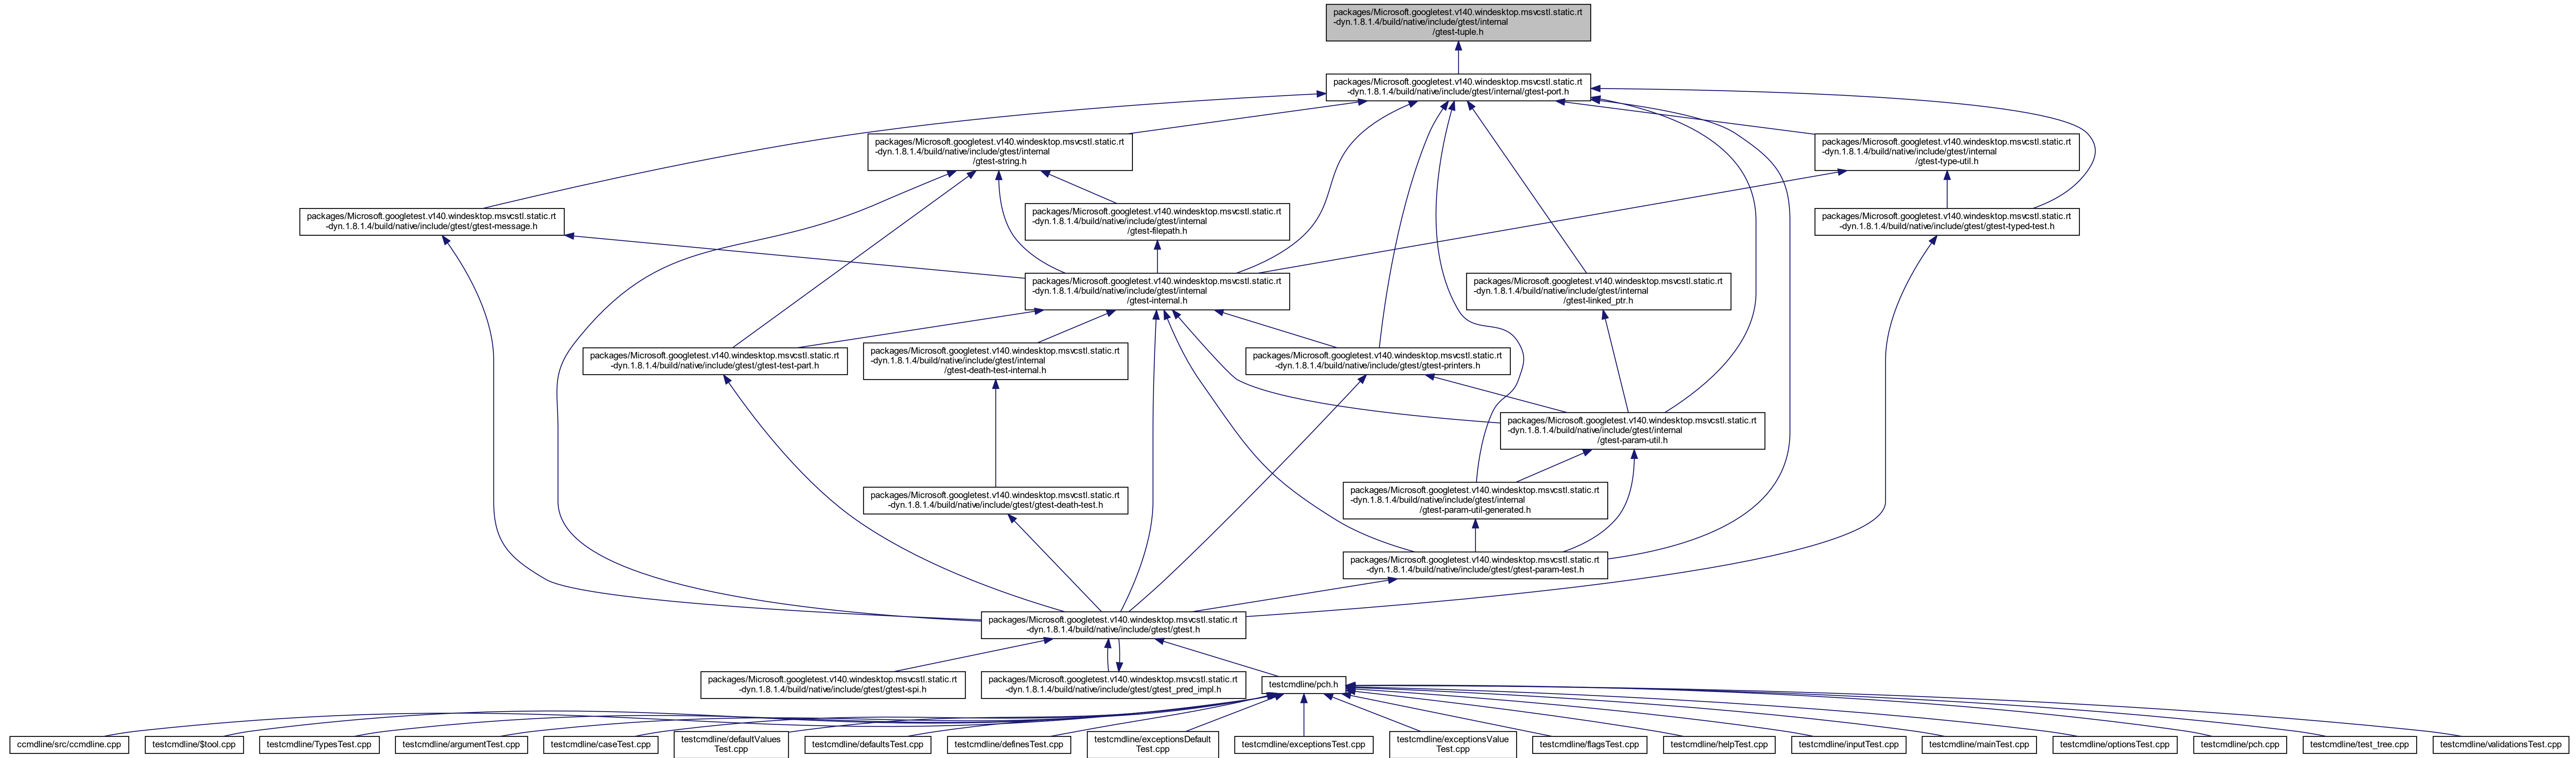 packages/Microsoft.googletest.v140.windesktop.msvcstl.static.rt
-dyn.1.8.1.4/build/native/include/gtest/internal
/gtest-tuple.h
packages/Microsoft.googletest.v140.windesktop.msvcstl.static.rt
-dyn.1.8.1.4/build/native/include/gtest/internal/gtest-port.h
packages/Microsoft.googletest.v140.windesktop.msvcstl.static.rt
-dyn.1.8.1.4/build/native/include/gtest/internal
/gtest-string.h
packages/Microsoft.googletest.v140.windesktop.msvcstl.static.rt
-dyn.1.8.1.4/build/native/include/gtest/internal
/gtest-type-util.h
packages/Microsoft.googletest.v140.windesktop.msvcstl.static.rt
-dyn.1.8.1.4/build/native/include/gtest/gtest-message.h
packages/Microsoft.googletest.v140.windesktop.msvcstl.static.rt
-dyn.1.8.1.4/build/native/include/gtest/internal
/gtest-filepath.h
packages/Microsoft.googletest.v140.windesktop.msvcstl.static.rt
-dyn.1.8.1.4/build/native/include/gtest/gtest-typed-test.h
packages/Microsoft.googletest.v140.windesktop.msvcstl.static.rt
-dyn.1.8.1.4/build/native/include/gtest/internal
/gtest-internal.h
packages/Microsoft.googletest.v140.windesktop.msvcstl.static.rt
-dyn.1.8.1.4/build/native/include/gtest/internal
/gtest-linked_ptr.h
packages/Microsoft.googletest.v140.windesktop.msvcstl.static.rt
-dyn.1.8.1.4/build/native/include/gtest/gtest-test-part.h
packages/Microsoft.googletest.v140.windesktop.msvcstl.static.rt
-dyn.1.8.1.4/build/native/include/gtest/internal
/gtest-death-test-internal.h
packages/Microsoft.googletest.v140.windesktop.msvcstl.static.rt
-dyn.1.8.1.4/build/native/include/gtest/gtest-printers.h
packages/Microsoft.googletest.v140.windesktop.msvcstl.static.rt
-dyn.1.8.1.4/build/native/include/gtest/internal
/gtest-param-util.h
packages/Microsoft.googletest.v140.windesktop.msvcstl.static.rt
-dyn.1.8.1.4/build/native/include/gtest/gtest-death-test.h
packages/Microsoft.googletest.v140.windesktop.msvcstl.static.rt
-dyn.1.8.1.4/build/native/include/gtest/internal
/gtest-param-util-generated.h
packages/Microsoft.googletest.v140.windesktop.msvcstl.static.rt
-dyn.1.8.1.4/build/native/include/gtest/gtest-param-test.h
packages/Microsoft.googletest.v140.windesktop.msvcstl.static.rt
-dyn.1.8.1.4/build/native/include/gtest/gtest.h
packages/Microsoft.googletest.v140.windesktop.msvcstl.static.rt
-dyn.1.8.1.4/build/native/include/gtest/gtest-spi.h
packages/Microsoft.googletest.v140.windesktop.msvcstl.static.rt
-dyn.1.8.1.4/build/native/include/gtest/gtest_pred_impl.h
testcmdline/pch.h
ccmdline/src/ccmdline.cpp
testcmdline/$tool.cpp
testcmdline/TypesTest.cpp
testcmdline/argumentTest.cpp
testcmdline/caseTest.cpp
testcmdline/defaultValues
Test.cpp
testcmdline/defaultsTest.cpp
testcmdline/definesTest.cpp
testcmdline/exceptionsDefault
Test.cpp
testcmdline/exceptionsTest.cpp
testcmdline/exceptionsValue
Test.cpp
testcmdline/flagsTest.cpp
testcmdline/helpTest.cpp
testcmdline/inputTest.cpp
testcmdline/mainTest.cpp
testcmdline/optionsTest.cpp
testcmdline/pch.cpp
testcmdline/test_tree.cpp
testcmdline/validationsTest.cpp